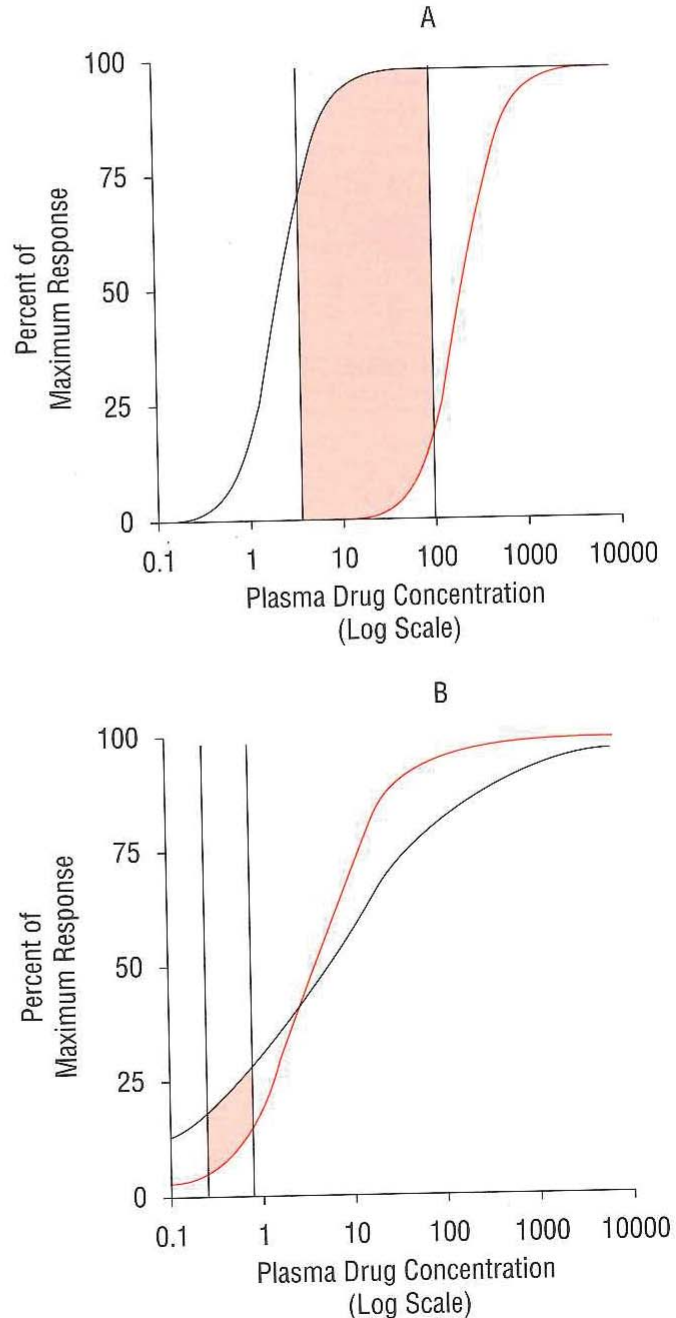 A
Percent of
Maximum Response
100
75
50
25
0
0.1 1 10 100 1000 10000
Plasma Drug Concentration
(Log Scale)
B
Percent of
Maximum Response
100
75
50
25
0
0.1 1 10 100 1000 10000
Plasma Drug Concentration
(Log Scale)